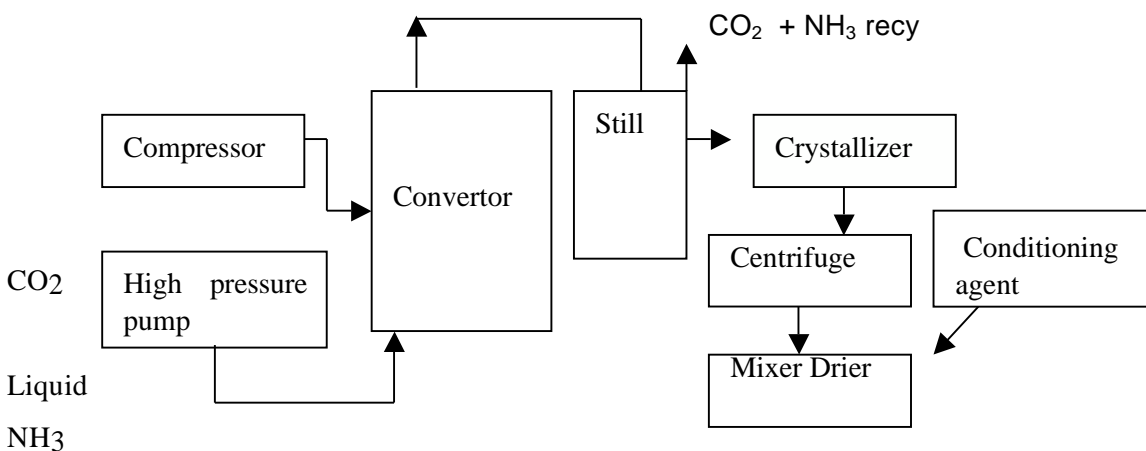 CO2 + NH3 recy
Still
Compressor
Crystallizer
Convertor
Centrifuge
Conditioning
agent
CO2
High pressure
pump
Mixer Drier
Liquid
NH3